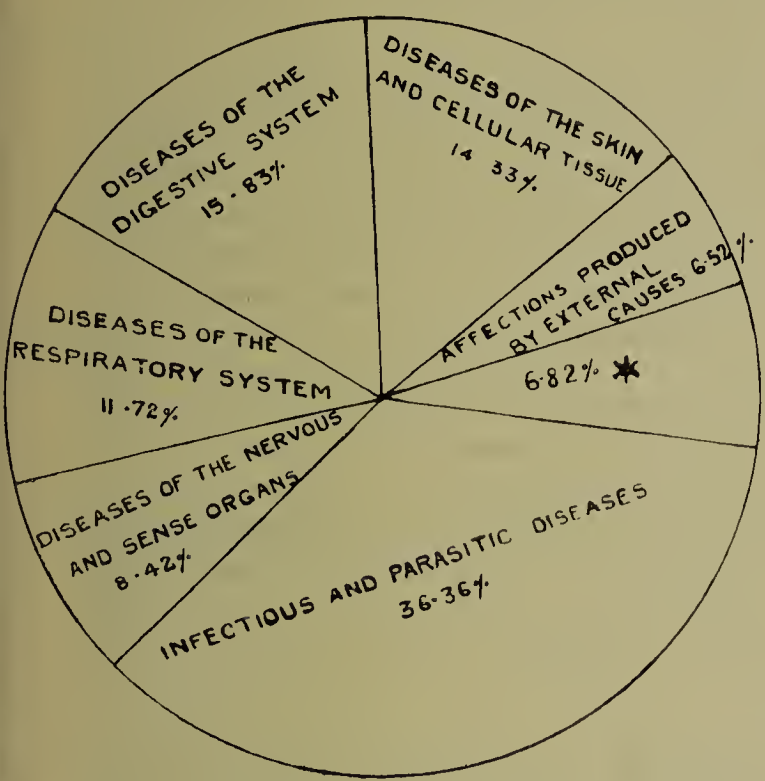 DISEASES OF THE SKIN
AND CELLULAR TISSUE
14 33%
AFFECTIONS PRODUCED
BY EXTERNAL
CAUSES 6·52%
6·82% *
INFECTIOUS AND PARASITIC DISEASES
36·36%
DISEASES OF THE NERVOUS
AND SENSE ORGANS
8·42%
DISEASES OF THE
RESPIRATORY SYSTEM
11·72%
DISEASES OF THE
DIGESTIVE SYSTEM
15·83%